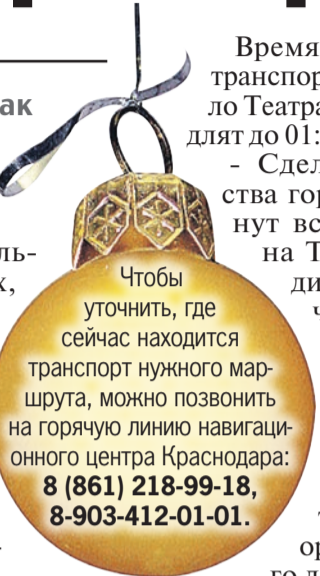 ак
Время
транспор
ло Театра
длят до 01:
- Сдел
ства гор
нут вс
на Т
ди
ль-
х,
Чтобы
уточнить, где
сейчас находится
транспорт нужного мар-
шрута, можно позвонить
на горячую линию навигаци-
онного центра Краснодара:
8 (861) 218-99-18,
8-903-412-01-01.
ор
го д